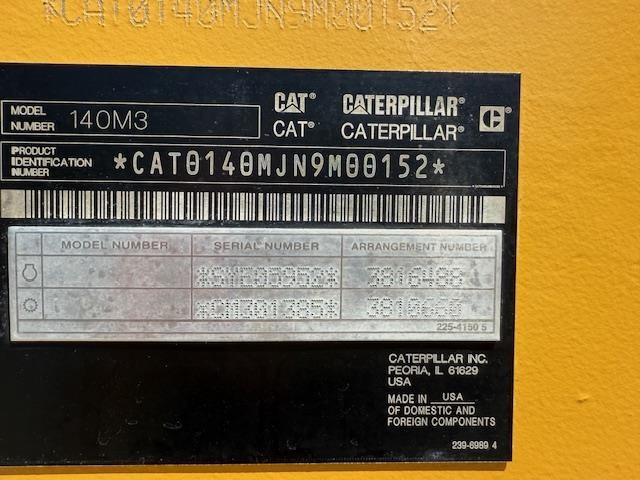 *CAT0140MJN9M00152*
CAT® CATERPILLAR®
CAT® CATERPILLAR®
MODEL NUMBER 140M3
PRODUCT IDENTIFICATION NUMBER *CAT0140MJN9M00152*
MODEL NUMBER SERIAL NUMBER ARRANGEMENT NUMBER
225-4150 5
CATERPILLAR INC.
PEORIA, IL 61629
USA
MADE IN USA
OF DOMESTIC AND
FOREIGN COMPONENTS
239-6989 4